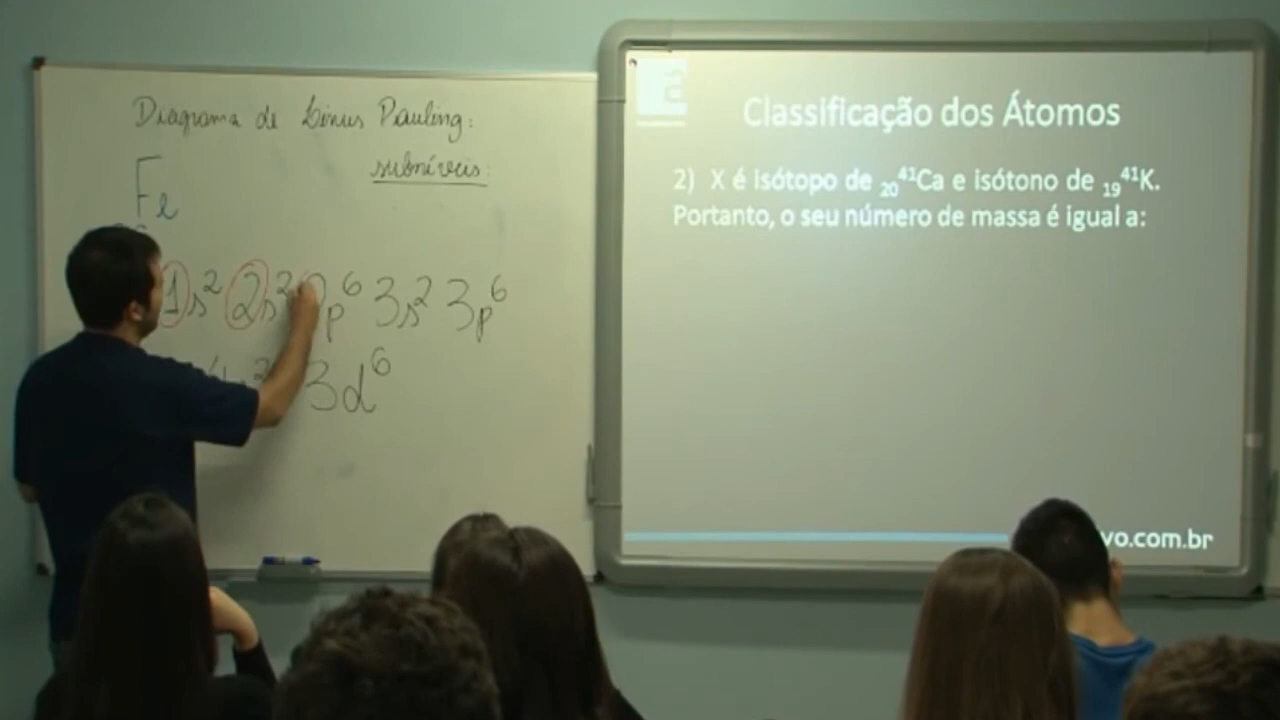 Diagrama de Linus Pauling:
subníveis:
Fe
1s² 2s² 2p⁶ 3s² 3p⁶
4s² 3d⁶
a
Classificação dos Átomos
2) X é isótopo de ₂₀⁴¹Ca e isótono de ₁₉⁴¹K.
Portanto, o seu número de massa é igual a:
vo.com.br